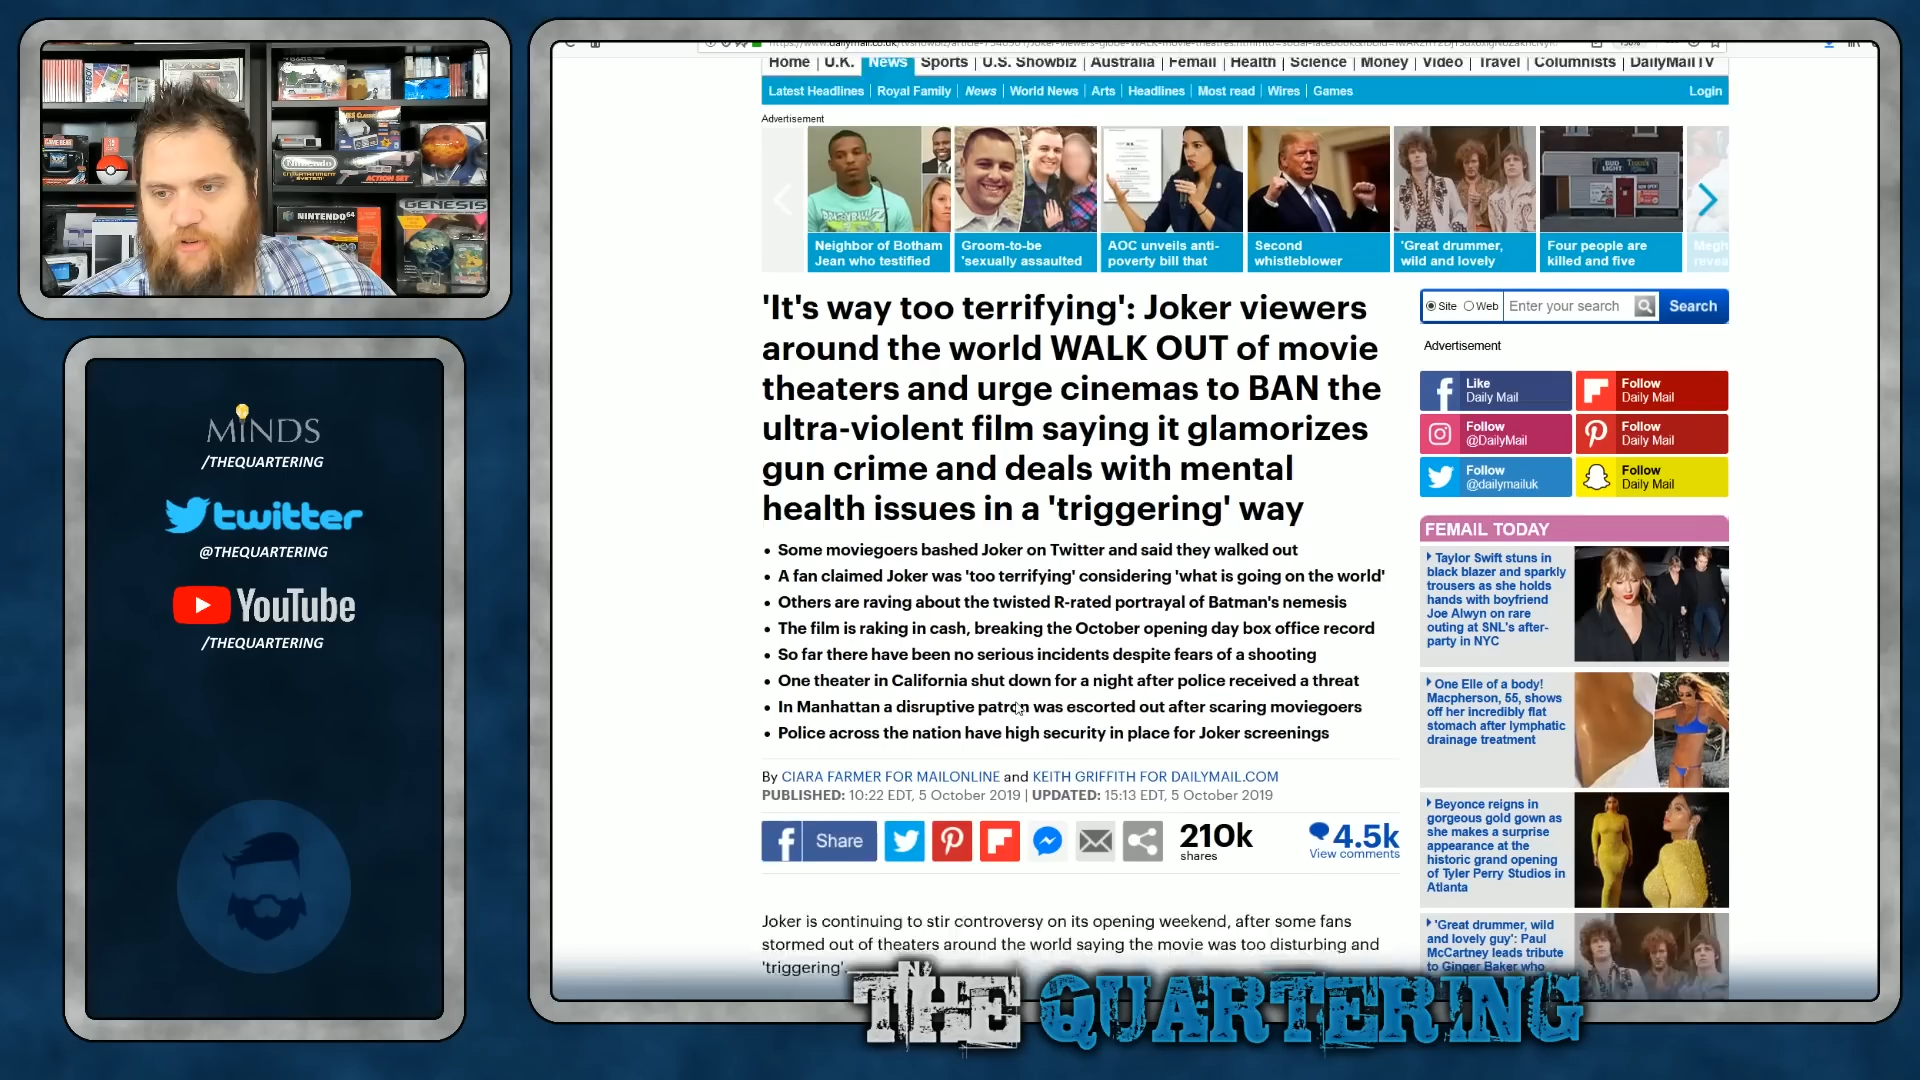 Home | U.K. | News | Sports | U.S. Showbiz | Australia | Femail | Health | Science | Money | Video | Travel | Columnists | DailyMailTV
Latest Headlines | Royal Family | News | World News | Arts | Headlines | Most read | Wires | Games
Login
Advertisement
Neighbor of Botham
Jean who testified
Groom-to-be
'sexually assaulted
AOC unveils anti-
poverty bill that
Second
whistleblower
'Great drummer,
wild and lovely
Four people are
killed and five
'It's way too terrifying': Joker viewers
around the world WALK OUT of movie
theaters and urge cinemas to BAN the
ultra-violent film saying it glamorizes
gun crime and deals with mental
health issues in a 'triggering' way
• Some moviegoers bashed Joker on Twitter and said they walked out
• A fan claimed Joker was 'too terrifying' considering 'what is going on the world'
• Others are raving about the twisted R-rated portrayal of Batman's nemesis
• The film is raking in cash, breaking the October opening day box office record
• So far there have been no serious incidents despite fears of a shooting
• One theater in California shut down for a night after police received a threat
• In Manhattan a disruptive patron was escorted out after scaring moviegoers
• Police across the nation have high security in place for Joker screenings
By CIARA FARMER FOR MAILONLINE and KEITH GRIFFITH FOR DAILYMAIL.COM
PUBLISHED: 10:22 EDT, 5 October 2019 | UPDATED: 15:13 EDT, 5 October 2019
Share
210k
shares
4.5k
View comments
Joker is continuing to stir controversy on its opening weekend, after some fans
stormed out of theaters around the world saying the movie was too disturbing and
'triggering'.
Site Web Enter your search Search
Advertisement
Like
Daily Mail
Follow
Daily Mail
Follow
@DailyMail
Follow
Daily Mail
Follow
@dailymailuk
Follow
Daily Mail
FEMAIL TODAY
Taylor Swift stuns in
black blazer and sparkly
trousers as she holds
hands with boyfriend
Joe Alwyn on rare
outing at SNL's after-
party in NYC
One Elle of a body!
Macpherson, 55, shows
off her incredibly flat
stomach after lymphatic
drainage treatment
Beyonce reigns in
gorgeous gold gown as
she makes a surprise
appearance at the
historic grand opening
of Tyler Perry Studios in
Atlanta
'Great drummer, wild
and lovely guy': Paul
McCartney leads tribute
to Ginger Baker who
MINDS
/THEQUARTERING
twitter
@THEQUARTERING
YouTube
/THEQUARTERING
Nintendo
ENTERTAINMENT SYSTEM
ACTION SET
NINTENDO 64
GENESIS
THE QUARTERING